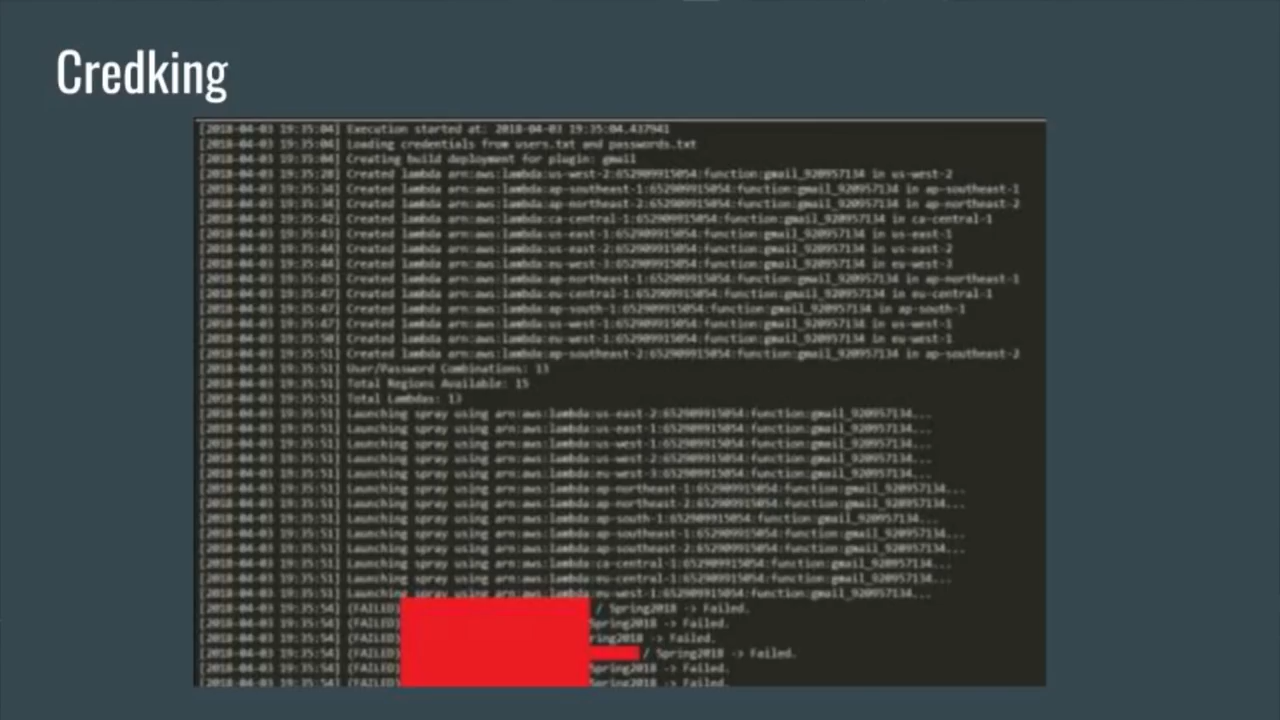 Credking
[2018-04-03 19:35:04] Execution started at: 2018-04-03 19:35:04.437941
[2018-04-03 19:35:04] Loading credentials from users.txt and passwords.txt
[2018-04-03 19:35:04] Creating build deployment for plugin: gmail
[2018-04-03 19:35:28] Created lambda arn:aws:lambda:us-west-2:652909915054:function:gmail_920957134 in us-west-2
[2018-04-03 19:35:34] Created lambda arn:aws:lambda:ap-southeast-1:652909915054:function:gmail_920957134 in ap-southeast-1
[2018-04-03 19:35:34] Created lambda arn:aws:lambda:ap-northeast-2:652909915054:function:gmail_920957134 in ap-northeast-2
[2018-04-03 19:35:42] Created lambda arn:aws:lambda:ca-central-1:652909915054:function:gmail_920957134 in ca-central-1
[2018-04-03 19:35:43] Created lambda arn:aws:lambda:us-east-1:652909915054:function:gmail_920957134 in us-east-1
[2018-04-03 19:35:44] Created lambda arn:aws:lambda:us-east-2:652909915054:function:gmail_920957134 in us-east-2
[2018-04-03 19:35:44] Created lambda arn:aws:lambda:eu-west-3:652909915054:function:gmail_920957134 in eu-west-3
[2018-04-03 19:35:45] Created lambda arn:aws:lambda:ap-northeast-1:652909915054:function:gmail_920957134 in ap-northeast-1
[2018-04-03 19:35:47] Created lambda arn:aws:lambda:eu-central-1:652909915054:function:gmail_920957134 in eu-central-1
[2018-04-03 19:35:47] Created lambda arn:aws:lambda:ap-south-1:652909915054:function:gmail_920957134 in ap-south-1
[2018-04-03 19:35:47] Created lambda arn:aws:lambda:us-west-1:652909915054:function:gmail_920957134 in us-west-1
[2018-04-03 19:35:50] Created lambda arn:aws:lambda:eu-west-1:652909915054:function:gmail_920957134 in eu-west-1
[2018-04-03 19:35:51] Created lambda arn:aws:lambda:ap-southeast-2:652909915054:function:gmail_920957134 in ap-southeast-2
[2018-04-03 19:35:51] User/Password Combinations: 13
[2018-04-03 19:35:51] Total Regions Available: 15
[2018-04-03 19:35:51] Total Lambdas: 13
[2018-04-03 19:35:51] Launching spray using arn:aws:lambda:us-east-2:652909915054:function:gmail_920957134...
[2018-04-03 19:35:51] Launching spray using arn:aws:lambda:us-east-1:652909915054:function:gmail_920957134...
[2018-04-03 19:35:51] Launching spray using arn:aws:lambda:us-west-1:652909915054:function:gmail_920957134...
[2018-04-03 19:35:51] Launching spray using arn:aws:lambda:us-west-2:652909915054:function:gmail_920957134...
[2018-04-03 19:35:51] Launching spray using arn:aws:lambda:eu-west-3:652909915054:function:gmail_920957134...
[2018-04-03 19:35:51] Launching spray using arn:aws:lambda:ap-northeast-1:652909915054:function:gmail_920957134...
[2018-04-03 19:35:51] Launching spray using arn:aws:lambda:ap-northeast-2:652909915054:function:gmail_920957134...
[2018-04-03 19:35:51] Launching spray using arn:aws:lambda:ap-south-1:652909915054:function:gmail_920957134...
[2018-04-03 19:35:51] Launching spray using arn:aws:lambda:ap-southeast-1:652909915054:function:gmail_920957134...
[2018-04-03 19:35:51] Launching spray using arn:aws:lambda:ap-southeast-2:652909915054:function:gmail_920957134...
[2018-04-03 19:35:51] Launching spray using arn:aws:lambda:ca-central-1:652909915054:function:gmail_920957134...
[2018-04-03 19:35:51] Launching spray using arn:aws:lambda:eu-central-1:652909915054:function:gmail_920957134...
[2018-04-03 19:35:51] Launching spray using arn:aws:lambda:eu-west-1:652909915054:function:gmail_920957134...
[2018-04-03 19:35:54] (FAILED) / Spring2018 -> Failed.
[2018-04-03 19:35:54] (FAILED) Spring2018 -> Failed.
[2018-04-03 19:35:54] (FAILED) ring2018 -> Failed.
[2018-04-03 19:35:54] (FAILED) / Spring2018 -> Failed.
[2018-04-03 19:35:54] (FAILED) Spring2018 -> Failed.
[2018-04-03 19:35:54] (FAILED) Spring2018 -> Failed.